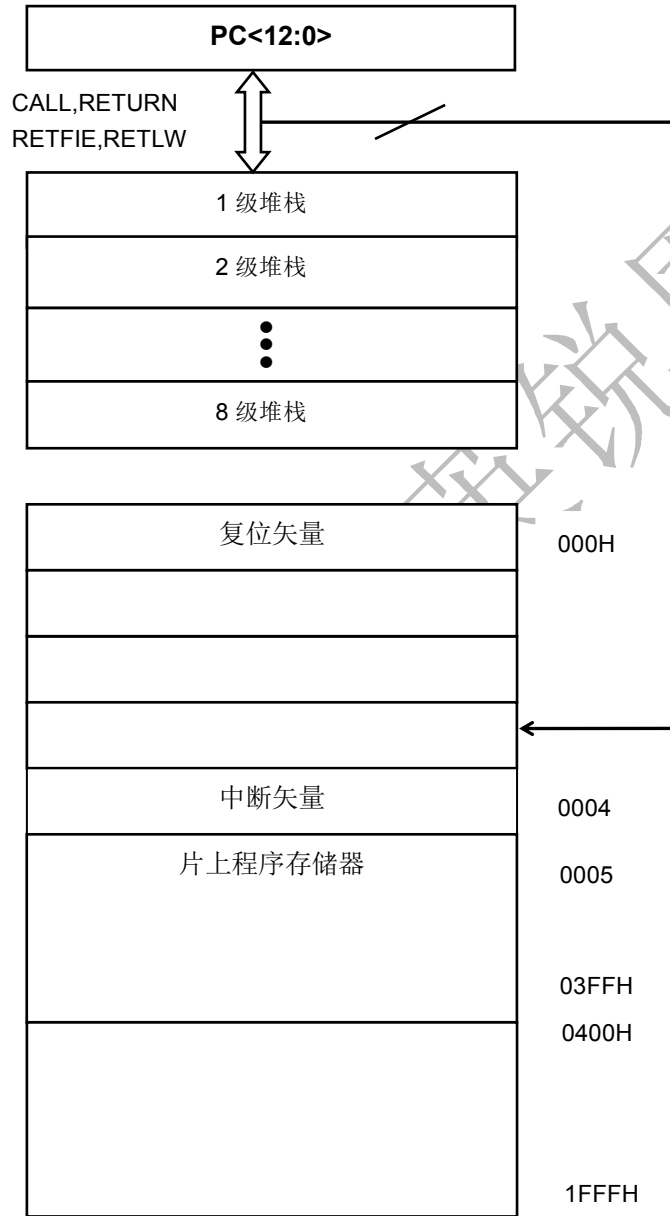 PC<12:0>
CALL,RETURN
RETFIE,RETLW
1 级堆栈
2 级堆栈
8 级堆栈
复位矢量
000H
中断矢量
0004
片上程序存储器
0005
03FFH
0400H
1FFFH